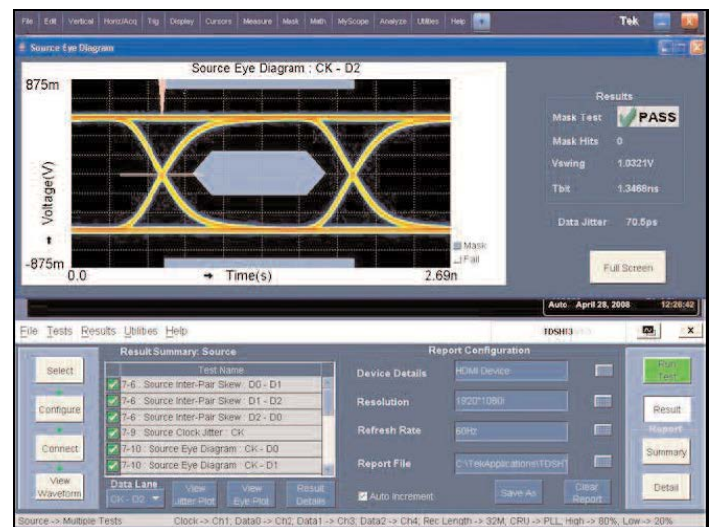 File Edit Vertical Horiz/Acq Trig Display Cursors Measure Mask Math MyScope Analyze Utilities Help Tek
Source Eye Diagram
Source Eye Diagram : CK - D2
875m
Voltage(V)
-875m
0.0
Time(s)
2.69n
Mask
Fail
Results
Mask Test PASS
Mask Hits 0
Vswing 1.0321V
Tbit 1.3468ns
Data Jitter 70.5ps
Full Screen
Auto April 28, 2008 12:26:42
File Tests Results Utilities Help TDSHT3 X
Select
Configure
Connect
View Waveform
Result Summary: Source
Test Name
7-6 : Source Inter-Pair Skew : D0 - D1
7-6 : Source Inter-Pair Skew : D1 - D2
7-6 : Source Inter-Pair Skew : D2 - D0
7-9 : Source Clock Jitter : CK
7-10 : Source Eye Diagram : CK - D0
7-10 : Source Eye Diagram : CK - D1
Data Lane
CK - D2
View Jitter Plot
View Eye Plot
Result Details
Report Configuration
Device Details HDMI Device
Resolution 1920*1080i
Refresh Rate 60Hz
Report File C:\TekApplications\TDSHT
Auto Increment
Save As
Clear Report
Run Test
Result
Report
Summary
Detail
Source -> Multiple Tests Clock -> Ch1, Data0 -> Ch2, Data1 -> Ch3, Data2 -> Ch4, Rec Length -> 32M, CRU -> PLL, High -> 80%, Low -> 20%